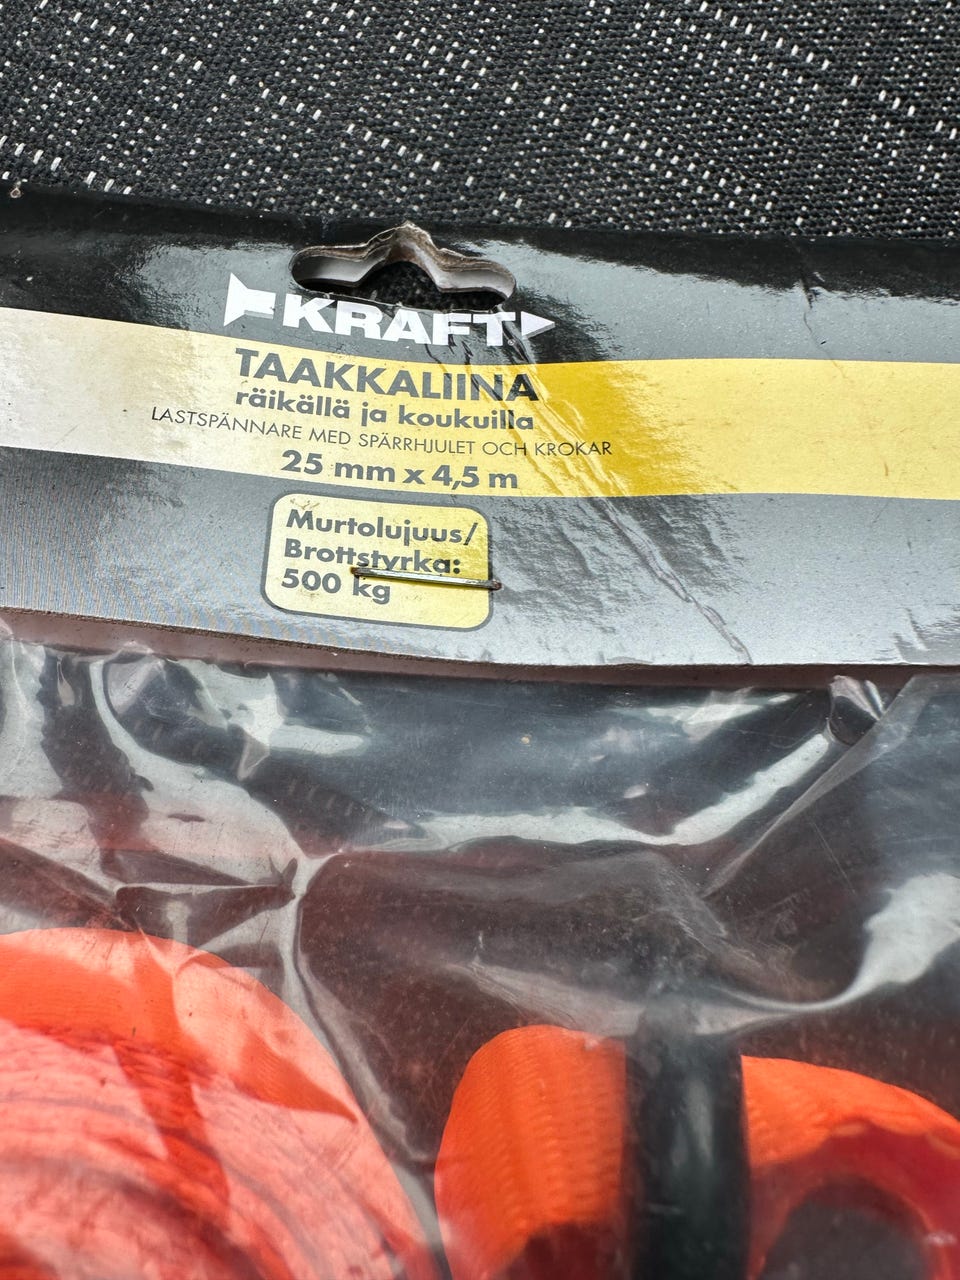 KRAFT
TAAKKALIINA
räikällä ja koukuilla
LASTSPÄNNARE MED SPÄRRHJULET OCH KROKAR
25 mm x 4,5 m
Murtolujuus/
Brottstyrka:
500 kg